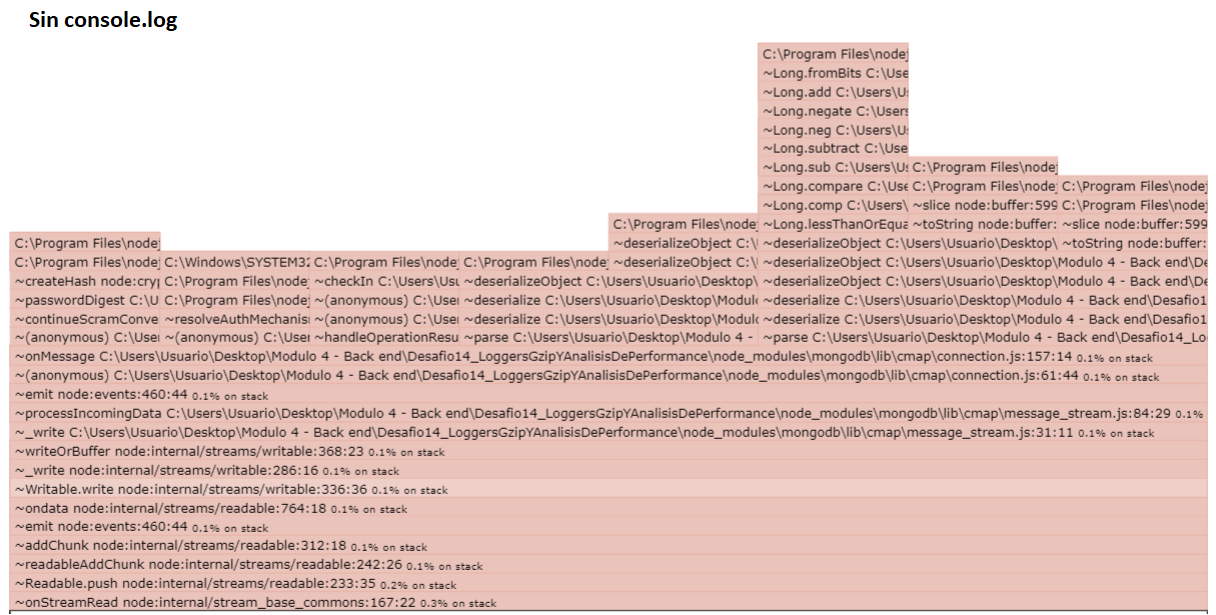 Sin console.log
C:\Program Files\nodej
~Long.fromBits C:\Use
~Long.add C:\Users\U
~Long.negate C:\Users
~Long.neg C:\Users\U
~Long.subtract C:\Use
~Long.sub C:\Users\U C:\Program Files\nodej
~Long.compare C:\Use C:\Program Files\nodej C:\Program Files\nodej
~Long.comp C:\Users\ ~slice node:buffer:599 C:\Program Files\nodej
C:\Program Files\nodej ~Long.lessThanOrEqua ~toString node:buffer: ~slice node:buffer:599
C:\Program Files\nodej ~deserializeObject C:\ ~deserializeObject C:\Users\Usuario\Desktop\ ~toString node:buffer:
C:\Program Files\nodej C:\Windows\SYSTEM32 C:\Program Files\nodej C:\Program Files\nodej ~deserializeObject C:\ ~deserializeObject C:\Users\Usuario\Desktop\Modulo 4 - Back end\De
~createHash node:cryp C:\Program Files\nodej ~checkIn C:\Users\Usu ~deserializeObject C:\Users\Usuario\Desktop\ ~deserializeObject C:\Users\Usuario\Desktop\Modulo 4 - Back end\De
~passwordDigest C:\U C:\Program Files\nodej ~(anonymous) C:\User ~deserialize C:\Users\Usuario\Desktop\Modulo ~deserialize C:\Users\Usuario\Desktop\Modulo 4 - Back end\Desafio1
~continueScramConve ~resolveAuthMechanis ~(anonymous) C:\User ~deserialize C:\Users\Usuario\Desktop\Modulo ~deserialize C:\Users\Usuario\Desktop\Modulo 4 - Back end\Desafio1
~(anonymous) C:\User ~(anonymous) C:\User ~handleOperationResu ~parse C:\Users\Usuario\Desktop\Modulo 4 - ~parse C:\Users\Usuario\Desktop\Modulo 4 - Back end\Desafio14_Lo
~onMessage C:\Users\Usuario\Desktop\Modulo 4 - Back end\Desafio14_LoggersGzipYAnalisisDePerformance\node_modules\mongodb\lib\cmap\connection.js:157:14 0.1% on stack
~(anonymous) C:\Users\Usuario\Desktop\Modulo 4 - Back end\Desafio14_LoggersGzipYAnalisisDePerformance\node_modules\mongodb\lib\cmap\connection.js:61:44 0.1% on stack
~emit node:events:460:44 0.1% on stack
~processIncomingData C:\Users\Usuario\Desktop\Modulo 4 - Back end\Desafio14_LoggersGzipYAnalisisDePerformance\node_modules\mongodb\lib\cmap\message_stream.js:84:29 0.1%
~_write C:\Users\Usuario\Desktop\Modulo 4 - Back end\Desafio14_LoggersGzipYAnalisisDePerformance\node_modules\mongodb\lib\cmap\message_stream.js:31:11 0.1% on stack
~writeOrBuffer node:internal/streams/writable:368:23 0.1% on stack
~_write node:internal/streams/writable:286:16 0.1% on stack
~Writable.write node:internal/streams/writable:336:36 0.1% on stack
~ondata node:internal/streams/readable:764:18 0.1% on stack
~emit node:events:460:44 0.1% on stack
~addChunk node:internal/streams/readable:312:18 0.1% on stack
~readableAddChunk node:internal/streams/readable:242:26 0.1% on stack
~Readable.push node:internal/streams/readable:233:35 0.2% on stack
~onStreamRead node:internal/stream_base_commons:167:22 0.3% on stack